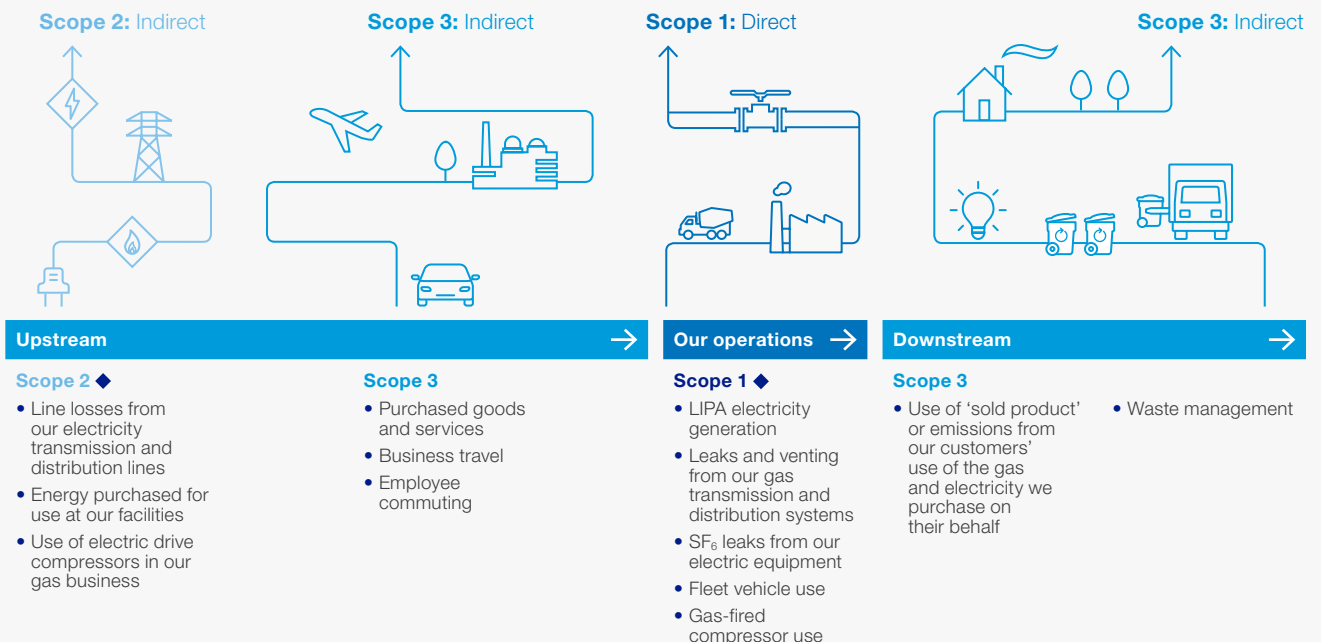 Scope 2: Indirect
Scope 3: Indirect
Scope 1: Direct
Scope 3: Indirect
Upstream
Our operations
Downstream
Scope 2 ◆
• Line losses from
our electricity
transmission and
distribution lines
• Energy purchased for
use at our facilities
• Use of electric drive
compressors in our
gas business
Scope 3
• Purchased goods
and services
• Business travel
• Employee
commuting
Scope 1 ◆
• LIPA electricity
generation
• Leaks and venting
from our gas
transmission and
distribution systems
• SF₆ leaks from our
electric equipment
• Fleet vehicle use
• Gas-fired
compressor use
Scope 3
• Use of ‘sold product’
or emissions from
our customers’
use of the gas
and electricity we
purchase on
their behalf
• Waste management